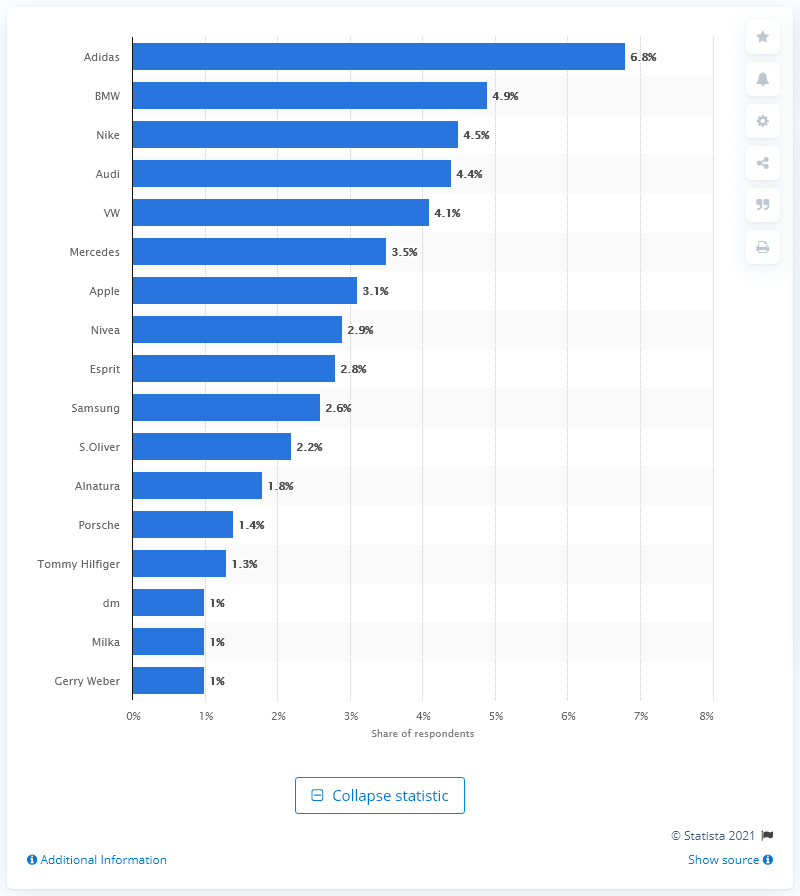 Adidas 6.8%
BMW 4.9%
Nike 4.5%
Audi 4.4%
VW 4.1%
Mercedes 3.5%
Apple 3.1%
Nivea 2.9%
Esprit 2.8%
Samsung 2.6%
S.Oliver 2.2%
Alnatura 1.8%
Porsche 1.4%
Tommy Hilfiger 1.3%
dm 1%
Milka 1%
Gerry Weber 1%
0% 1% 2% 3% 4% 5% 6% 7% 8%
Share of respondents
Collapse statistic
© Statista 2021
Additional Information Show source